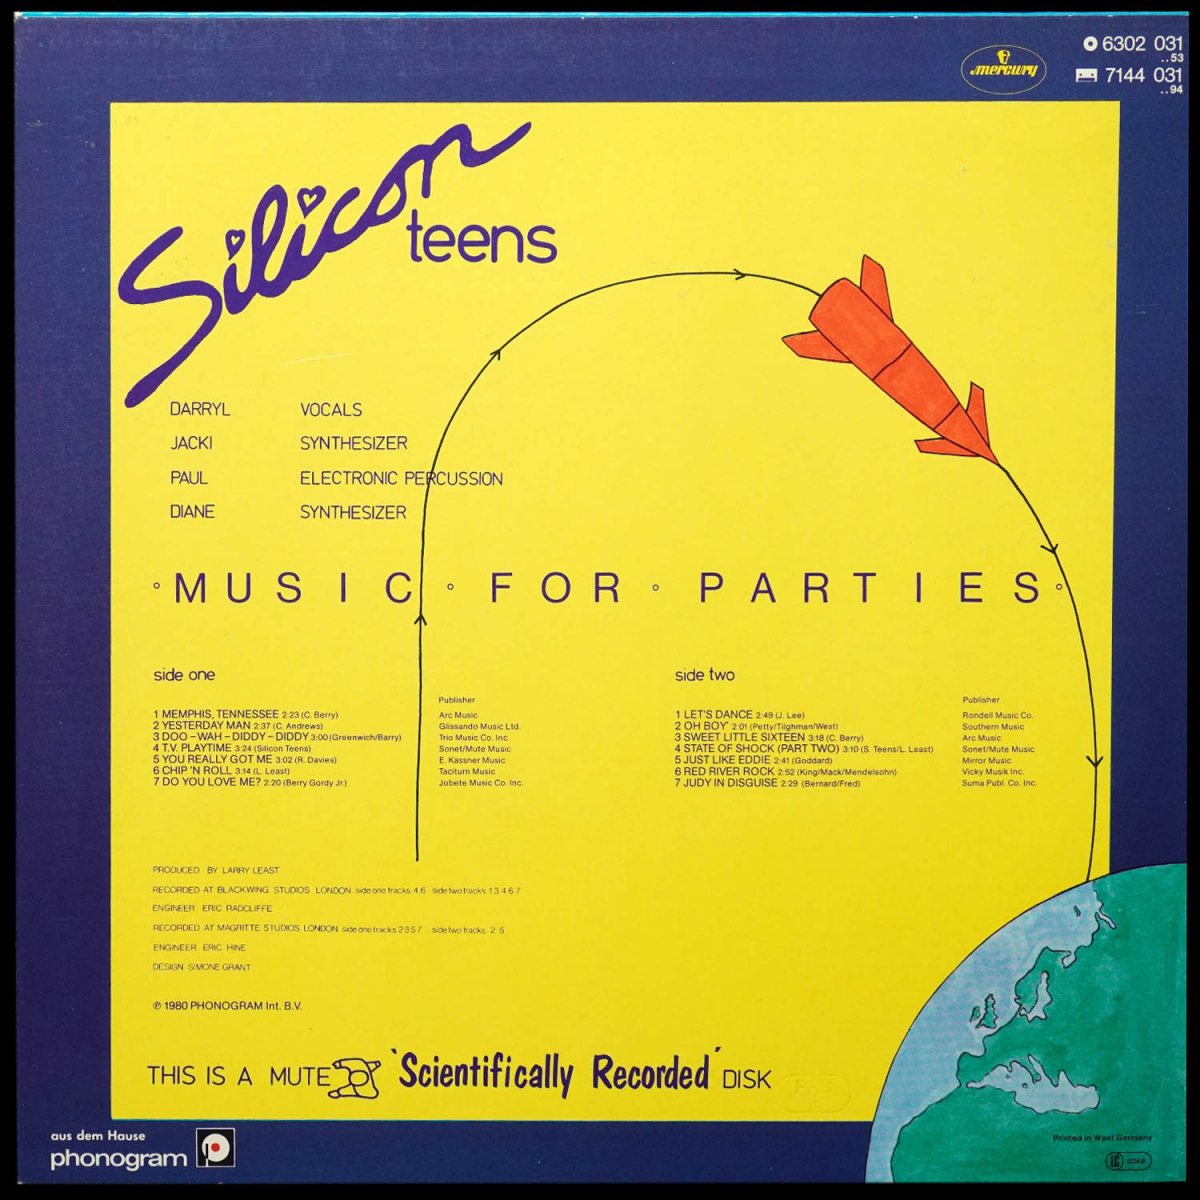 mercury
6302 031
..53
7144 031
..94
Silicon
teens
DARRYL VOCALS
JACKI SYNTHESIZER
PAUL ELECTRONIC PERCUSSION
DIANE SYNTHESIZER
MUSIC FOR PARTIES
side one
Publisher
1 MEMPHIS, TENNESSEE 2:23 (C. Berry) Arc Music
2 YESTERDAY MAN 2:37 (C. Andrews) Glissando Music Ltd.
3 DOO-WAH-DIDDY-DIDDY 3:00 (Greenwich/Barry) Trio Music Co. Inc.
4 T.V. PLAYTIME 3:24 (Silicon Teens) Sonet/Mute Music
5 YOU REALLY GOT ME 3:02 (R. Davies) E. Kassner Music
6 CHIP 'N ROLL 3:14 (L. Least) Taciturn Music
7 DO YOU LOVE ME? 2:20 (Berry Gordy Jr.) Jobete Music Co. Inc.
side two
Publisher
1 LET'S DANCE 2:49 (J. Lee) Rondell Music Co.
2 OH BOY' 2:01 (Petty/Tilghman/West) Southern Music
3 SWEET LITTLE SIXTEEN 3:18 (C. Berry) Arc Music
4 STATE OF SHOCK (PART TWO) 3:10 (S. Teens/L. Least) Sonet/Mute Music
5 JUST LIKE EDDIE 2:41 (Goddard) Mirror Music
6 RED RIVER ROCK 2:52 (King/Mack/Mendelsohn) Vicky Musik Inc.
7 JUDY IN DISGUISE 2:29 (Bernard/Fred) Suma Publ. Co. Inc.
PRODUCED BY LARRY LEAST
RECORDED AT BLACKWING STUDIOS LONDON side one tracks 4 6 side two tracks 1 3 4 6 7
ENGINEER ERIC RADCLIFFE
RECORDED AT MAGRITTE STUDIOS LONDON side one tracks 2 3 5 7 side two tracks. 2 5
ENGINEER ERIC HINE
DESIGN SIMONE GRANT
℗ 1980 PHONOGRAM Int. B.V.
THIS IS A MUTE 'Scientifically Recorded' DISK
aus dem Hause
phonogram
Printed in West Germany
LC 0268